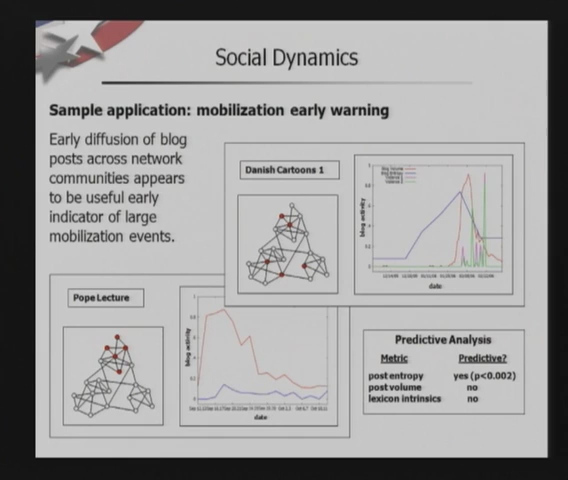 Social Dynamics
Sample application: mobilization early warning
Early diffusion of blog
posts across network
communities appears
to be useful early
indicator of large
mobilization events.
Danish Cartoons 1
blog activity
date
Pope Lecture
blog activity
date
Predictive Analysis
Metric Predictive?
post entropy yes (p<0.002)
post volume no
lexicon intrinsics no